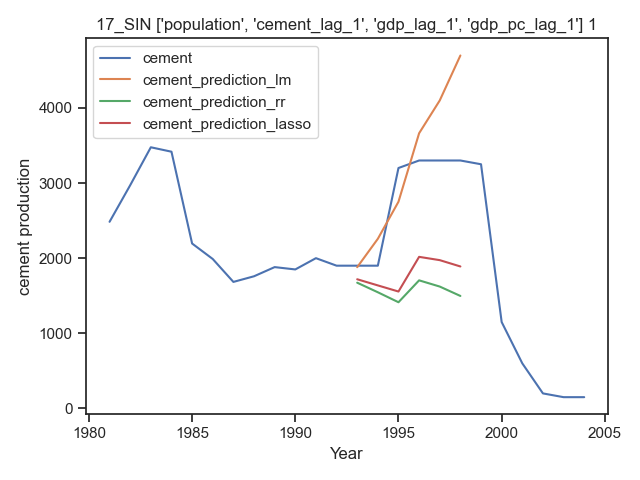 17_SIN ['population', 'cement_lag_1', 'gdp_lag_1', 'gdp_pc_lag_1'] 1
cement
cement_prediction_lm
cement_prediction_rr
cement_prediction_lasso
4000
3000
2000
1000
0
cement production
1980 1985 1990 1995 2000 2005
Year